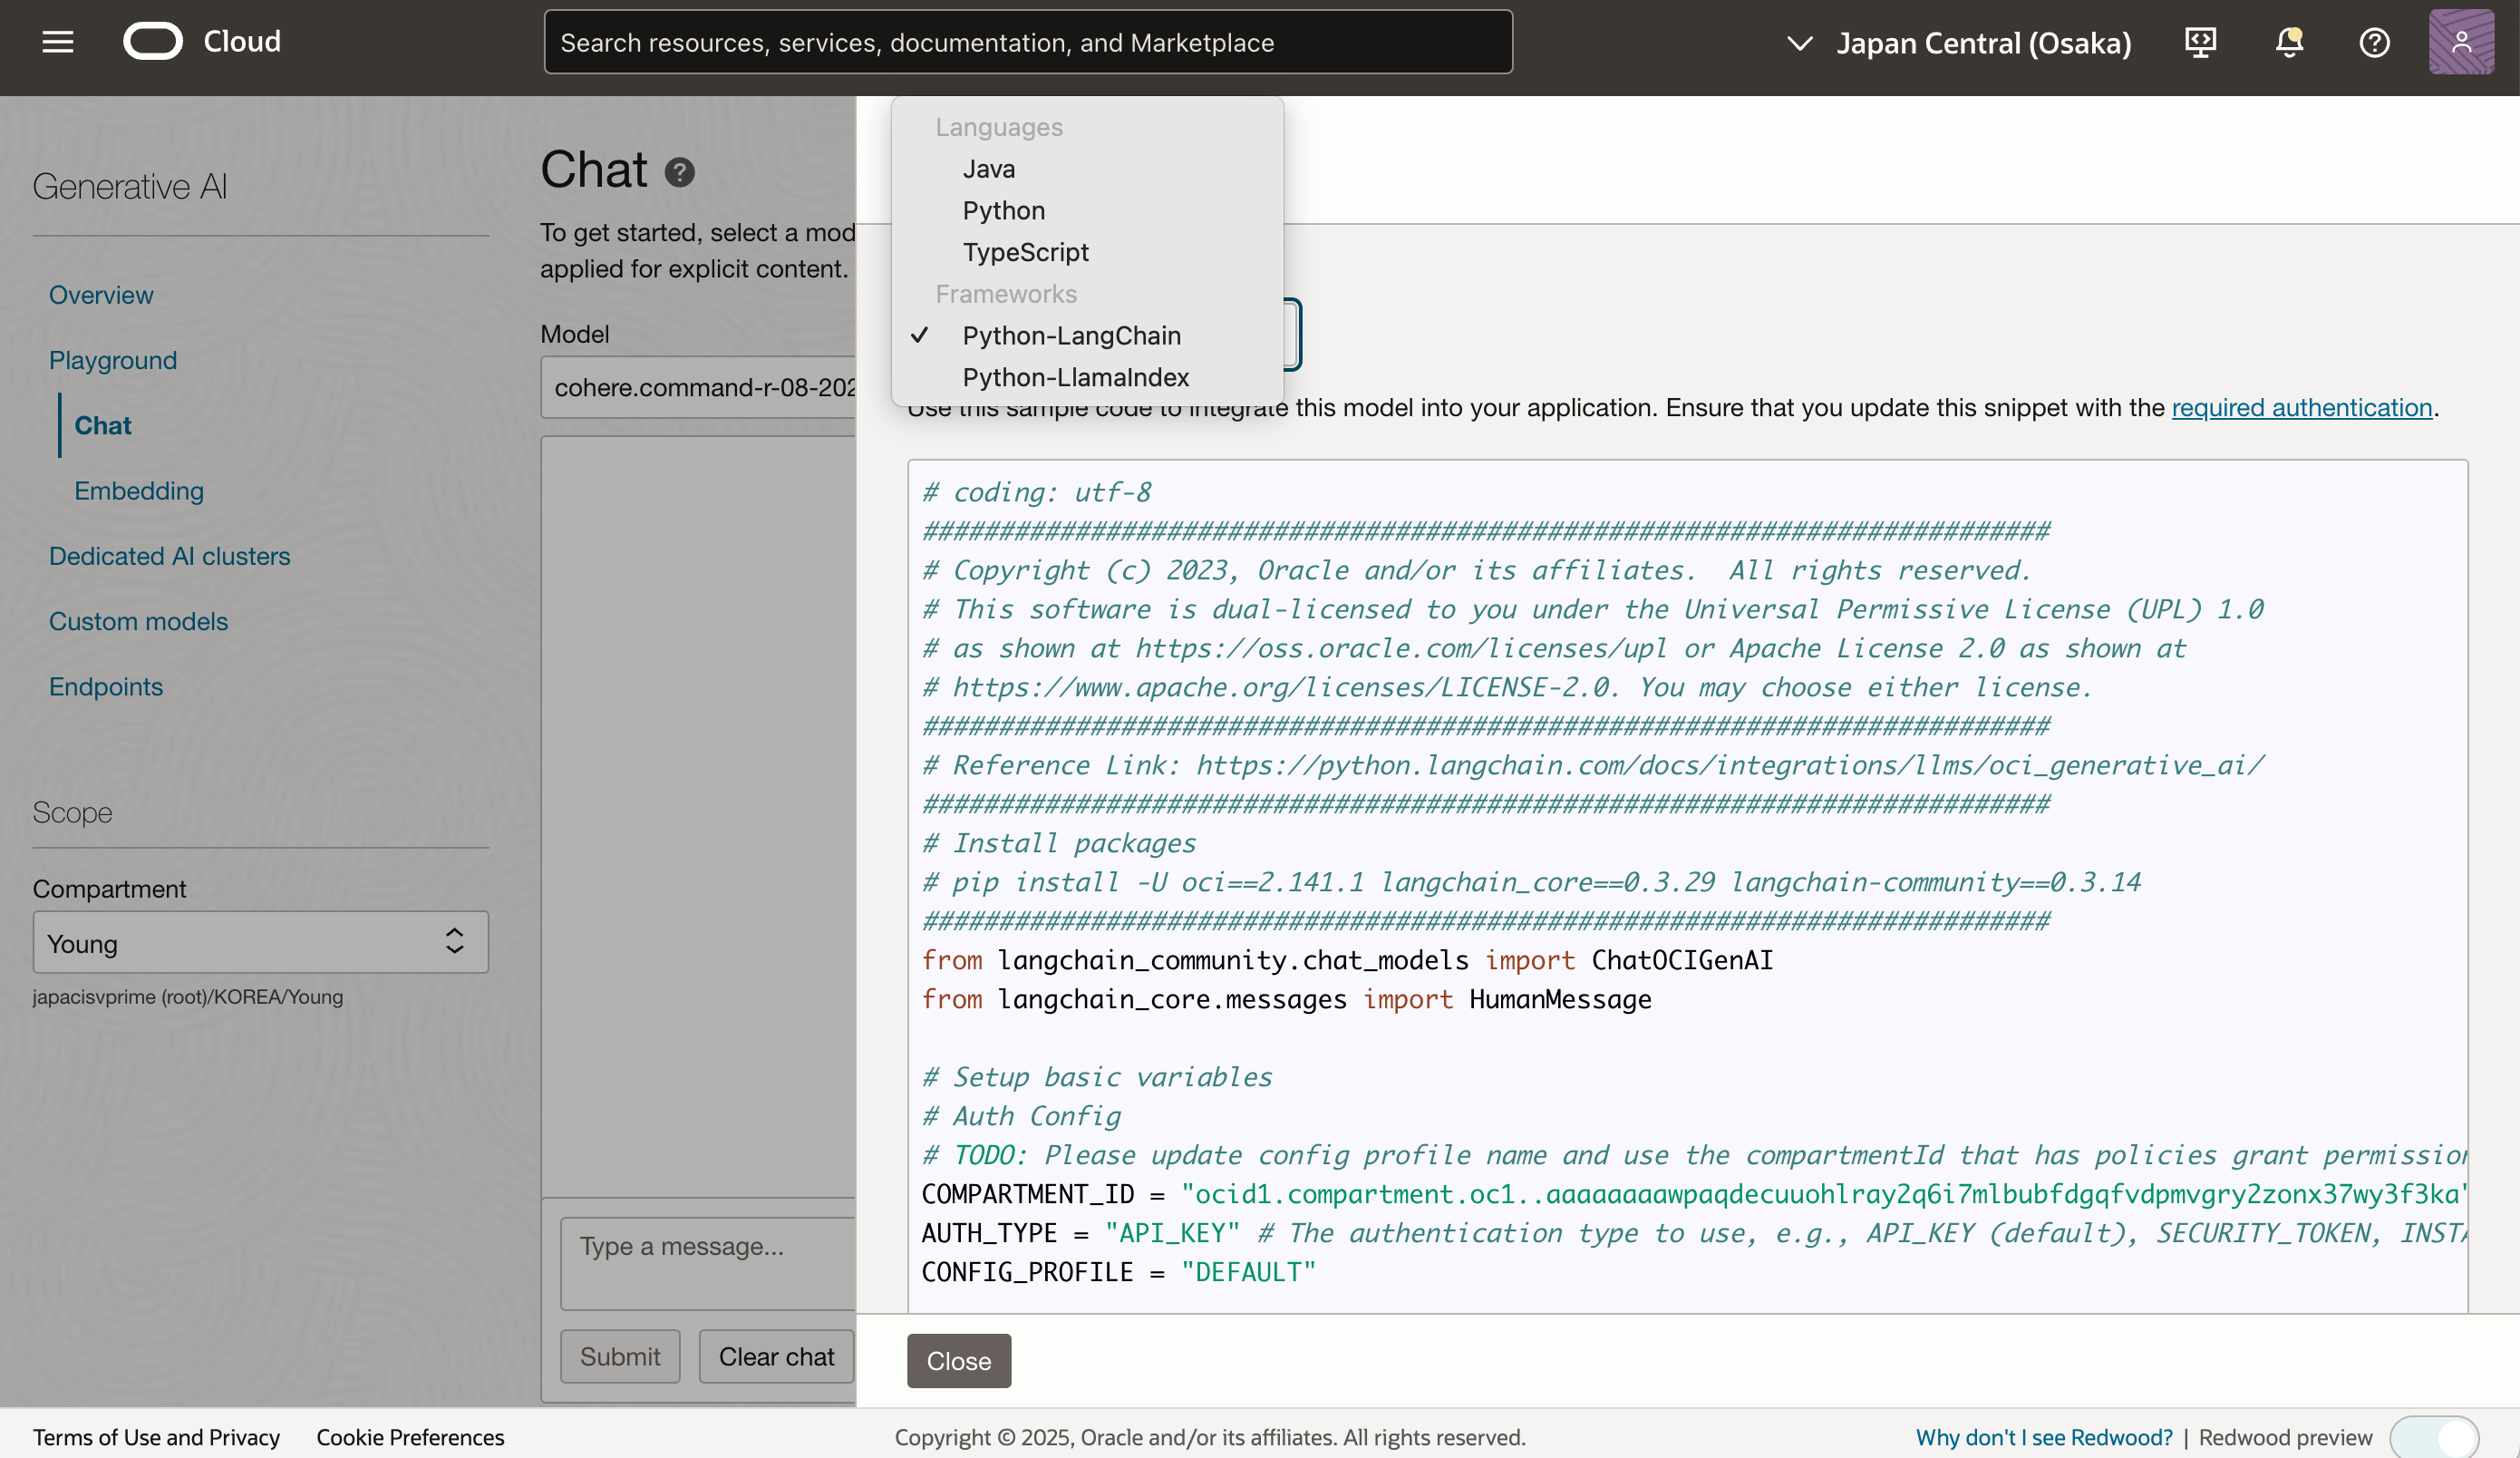 Cloud
Search resources, services, documentation, and Marketplace
Japan Central (Osaka)
Generative AI
Overview
Playground
Chat
Embedding
Dedicated AI clusters
Custom models
Endpoints
Scope
Compartment
Young
japacisvprime (root)/KOREA/Young
Chat
To get started, select a mod
applied for explicit content.
Model
cohere.command-r-08-202
Type a message...
Submit
Clear chat
Languages
Java
Python
TypeScript
Frameworks
✓ Python-LangChain
Python-LlamaIndex
Use this sample code to integrate this model into your application. Ensure that you update this snippet with the required authentication.
# coding: utf-8
##########################################################################
# Copyright (c) 2023, Oracle and/or its affiliates.  All rights reserved.
# This software is dual-licensed to you under the Universal Permissive License (UPL) 1.0
# as shown at https://oss.oracle.com/licenses/upl or Apache License 2.0 as shown at
# https://www.apache.org/licenses/LICENSE-2.0. You may choose either license.
##########################################################################
# Reference Link: https://python.langchain.com/docs/integrations/llms/oci_generative_ai/
##########################################################################
# Install packages
# pip install -U oci==2.141.1 langchain_core==0.3.29 langchain-community==0.3.14
##########################################################################
from langchain_community.chat_models import ChatOCIGenAI
from langchain_core.messages import HumanMessage
# Setup basic variables
# Auth Config
# TODO: Please update config profile name and use the compartmentId that has policies grant permission
COMPARTMENT_ID = "ocid1.compartment.oc1..aaaaaaaawpaqdecuuohlray2q6i7mlbubfdgqfvdpmvgry2zonx37wy3f3ka"
AUTH_TYPE = "API_KEY" # The authentication type to use, e.g., API_KEY (default), SECURITY_TOKEN, INSTA
CONFIG_PROFILE = "DEFAULT"
Close
Terms of Use and Privacy
Cookie Preferences
Copyright © 2025, Oracle and/or its affiliates. All rights reserved.
Why don't I see Redwood? | Redwood preview